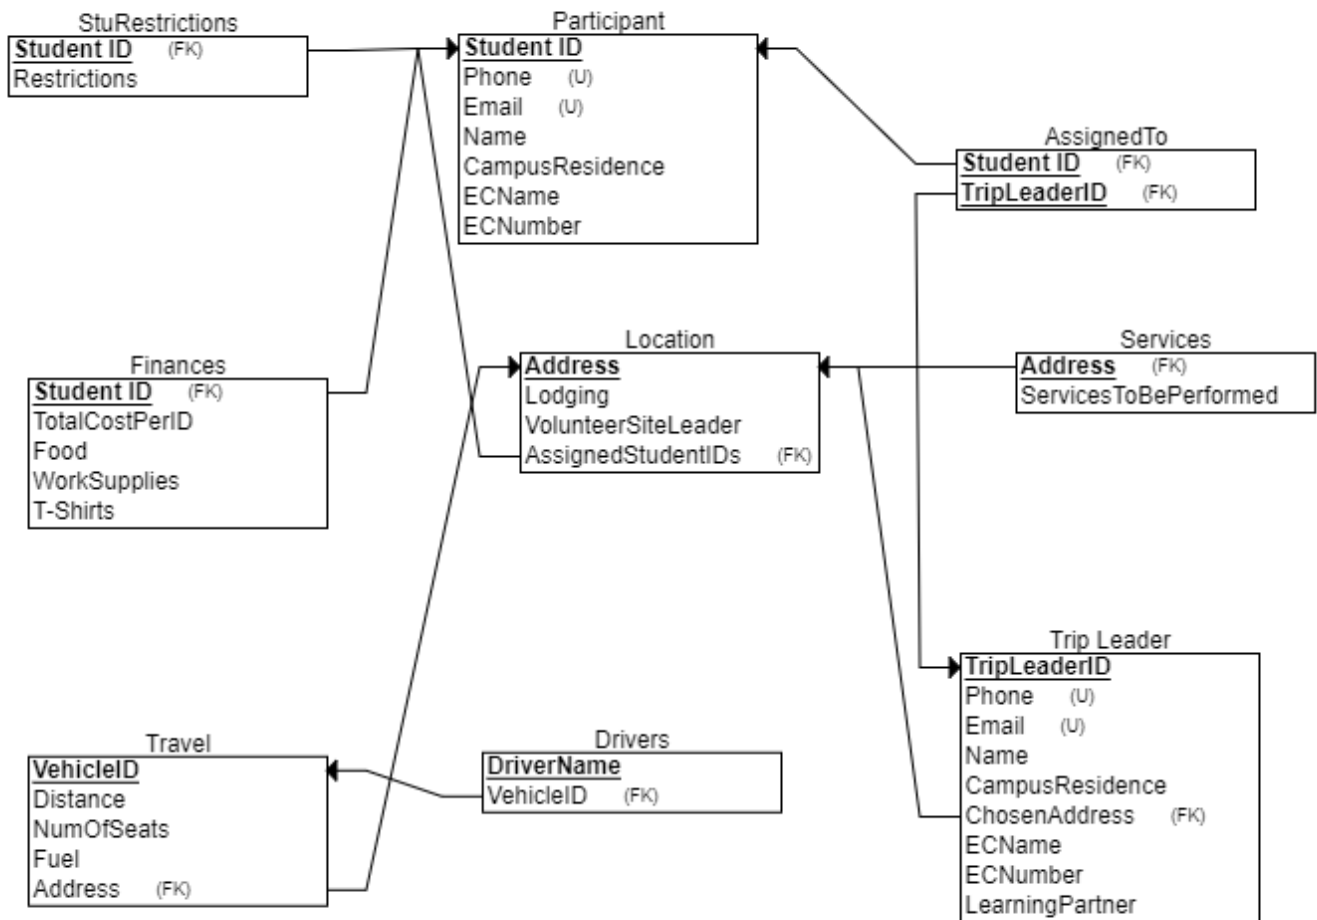 StuRestrictions
Student ID (FK)
Restrictions
Participant
Student ID
Phone (U)
Email (U)
Name
CampusResidence
ECName
ECNumber
AssignedTo
Student ID (FK)
TripLeaderID (FK)
Finances
Student ID (FK)
TotalCostPerID
Food
WorkSupplies
T-Shirts
Location
Address
Lodging
VolunteerSiteLeader
AssignedStudentIDs (FK)
Services
Address (FK)
ServicesToBePerformed
Travel
VehicleID
Distance
NumOfSeats
Fuel
Address (FK)
Drivers
DriverName
VehicleID (FK)
Trip Leader
TripLeaderID
Phone (U)
Email (U)
Name
CampusResidence
ChosenAddress (FK)
ECName
ECNumber
LearningPartner